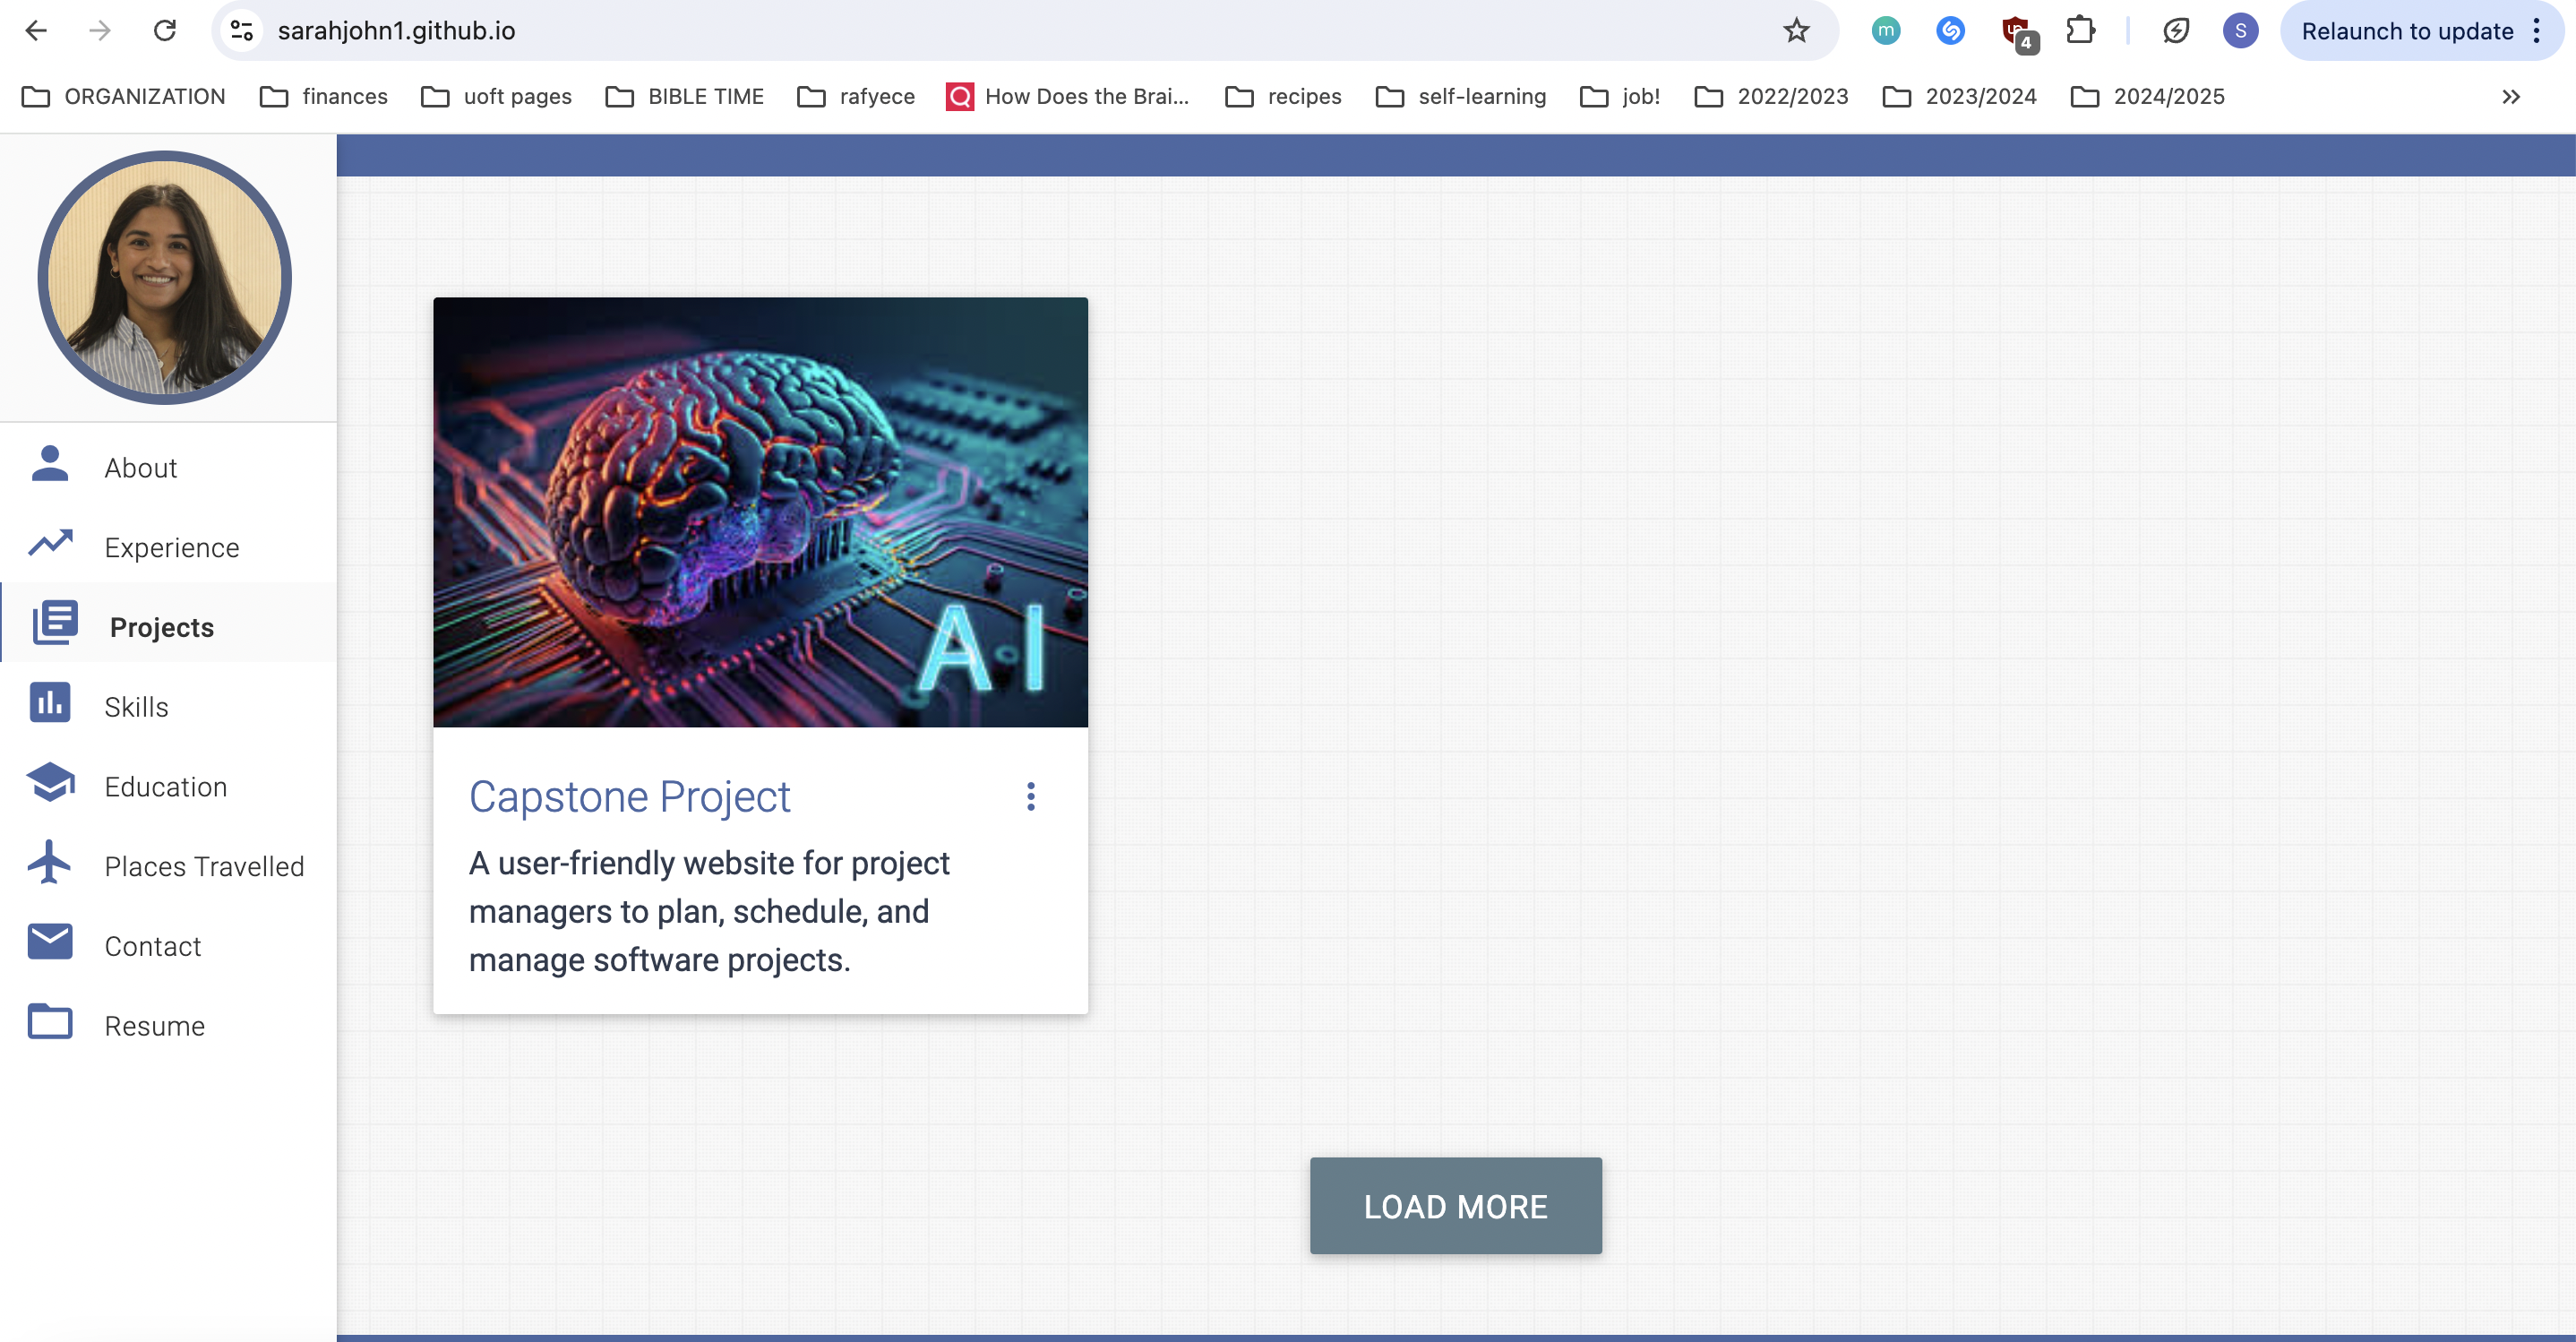 sarahjohn1.github.io
m
4
S
Relaunch to update
ORGANIZATION
finances
uoft pages
BIBLE TIME
rafyece
Q
How Does the Brai...
recipes
self-learning
job!
2022/2023
2023/2024
2024/2025
About
Experience
Projects
Skills
Education
Places Travelled
Contact
Resume
AI
Capstone Project
A user-friendly website for project
managers to plan, schedule, and
manage software projects.
LOAD MORE